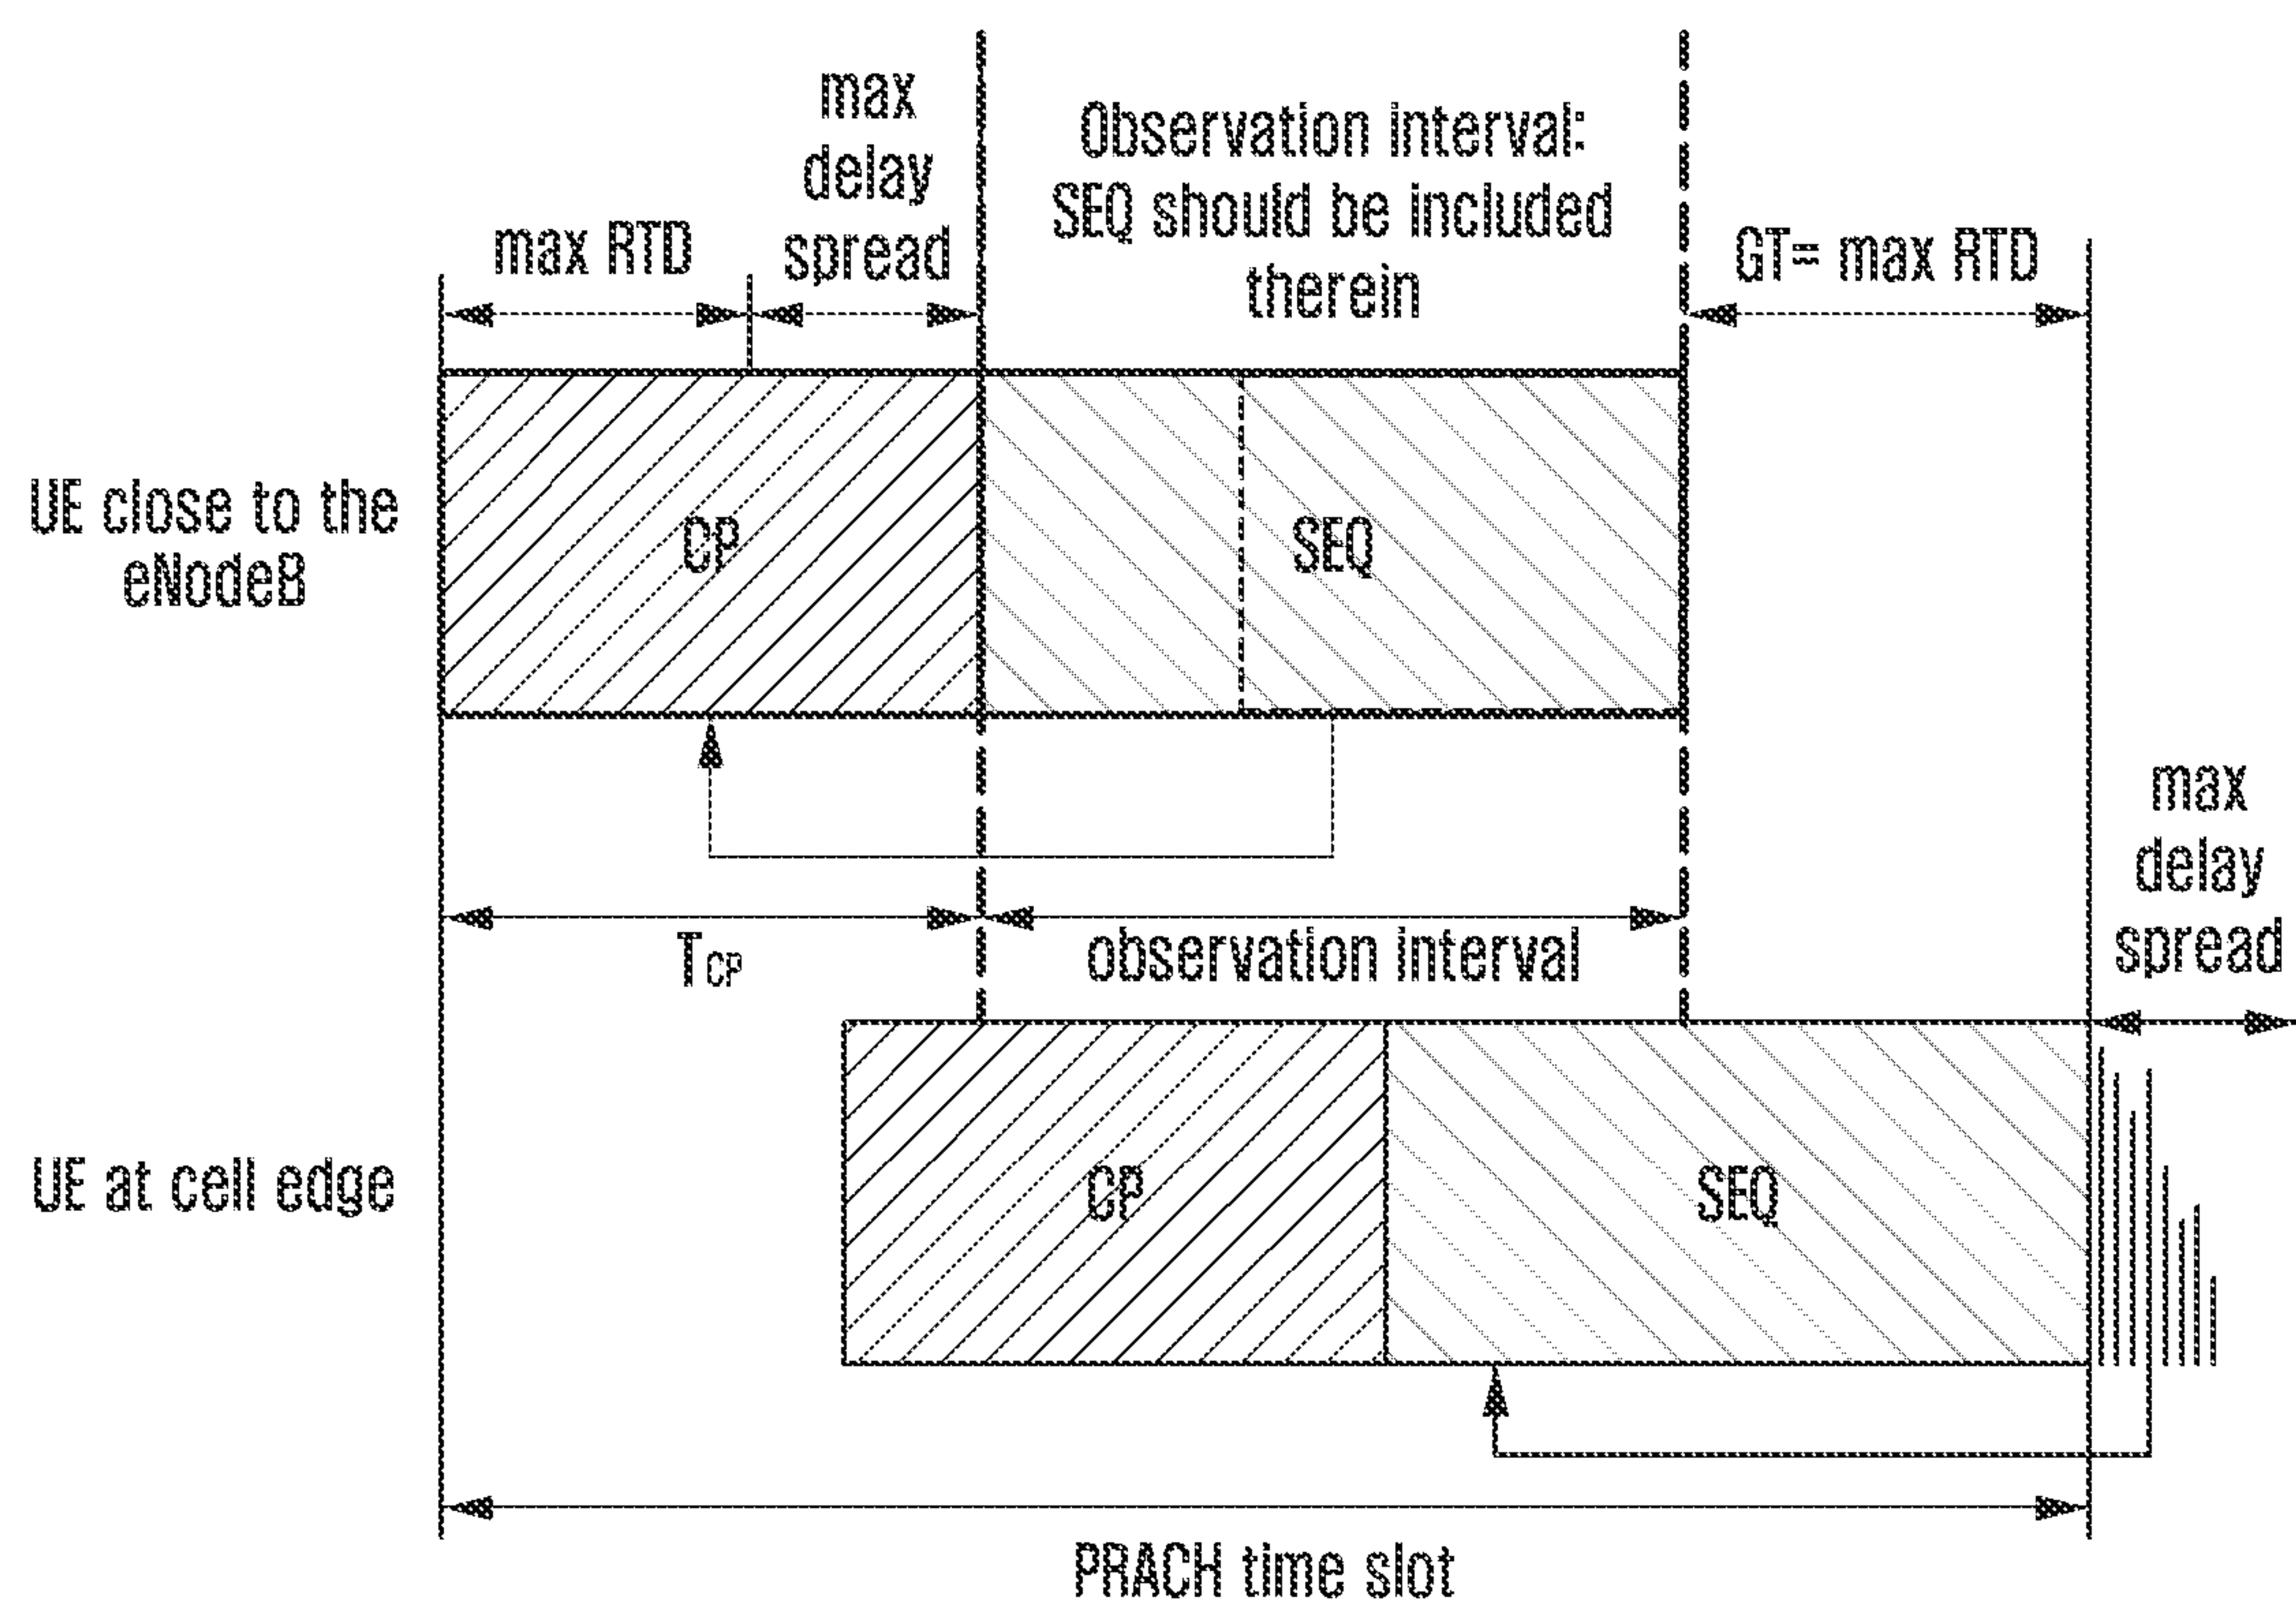 max
delay
spread
max RTD
Observation interval:
SEQ should be included
therein
GT= max RTD
UE close to the
eNodeB
CP
SEQ
max
delay
spread
TCP
observation interval
UE at cell edge
CP
SEQ
PRACH time slot